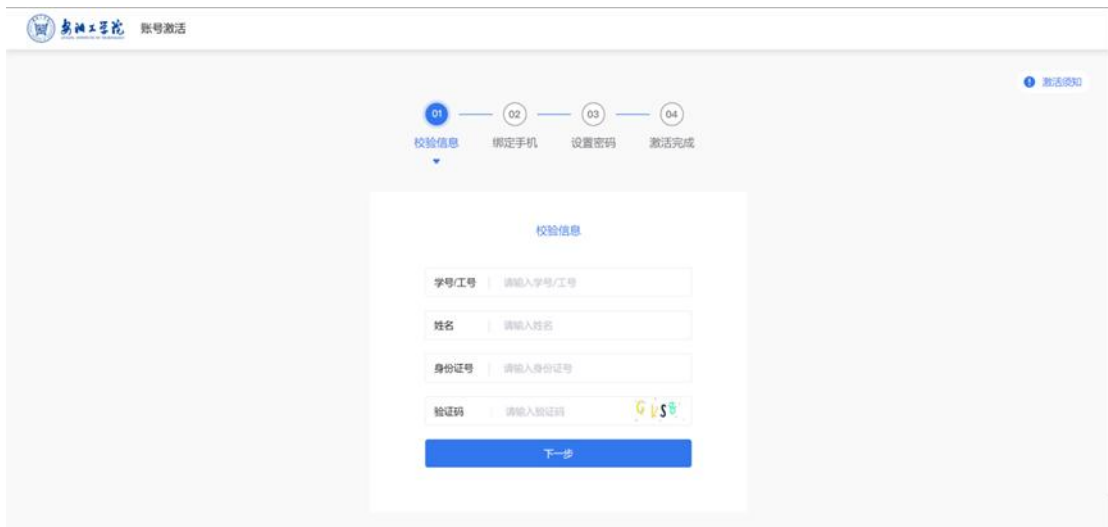 安阳工学院 账号激活
激活须知
01 02 03 04
校验信息 绑定手机 设置密码 激活完成
校验信息
学号/工号 请输入学号/工号
姓名 请输入姓名
身份证号 请输入身份证号
验证码 请输入验证码
下一步